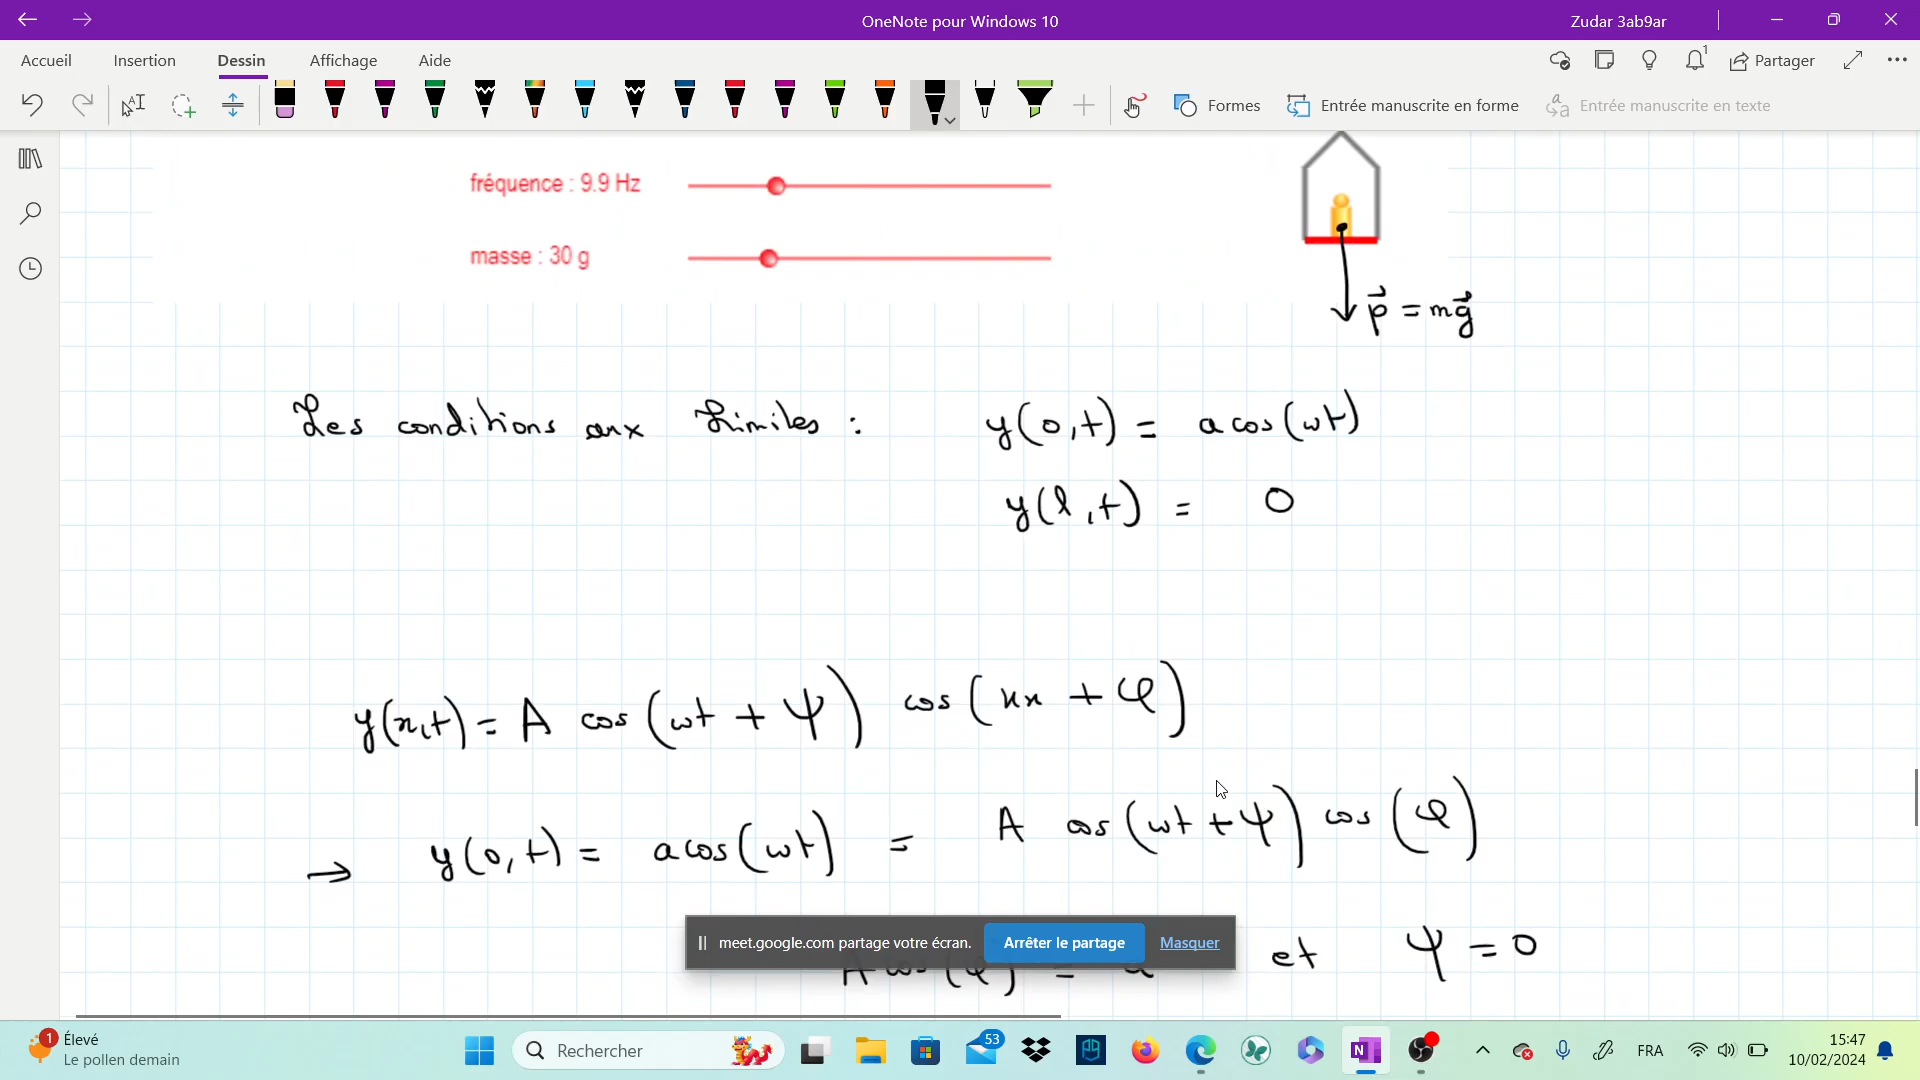 OneNote pour Windows 10
Zudar 3ab9ar
Accueil Insertion Dessin Affichage Aide
1
Partager
Formes
Entrée manuscrite en forme
Entrée manuscrite en texte
fréquence : 9.9 Hz
masse : 30 g
p⃗ = mg⃗
Les conditions aux limites : y(0,t) = a cos(ωt)
y(l,t) = 0
y(x,t) = A cos(ωt + ψ) cos(kx + φ)
→ y(0,t) = a cos(ωt) = A cos(ωt + ψ) cos(φ)
meet.google.com partage votre écran. Arrêter le partage Masquer
A cos(φ) = a et ψ = 0
1 Élevé
Le pollen demain
Rechercher
53
FRA
15:47
10/02/2024